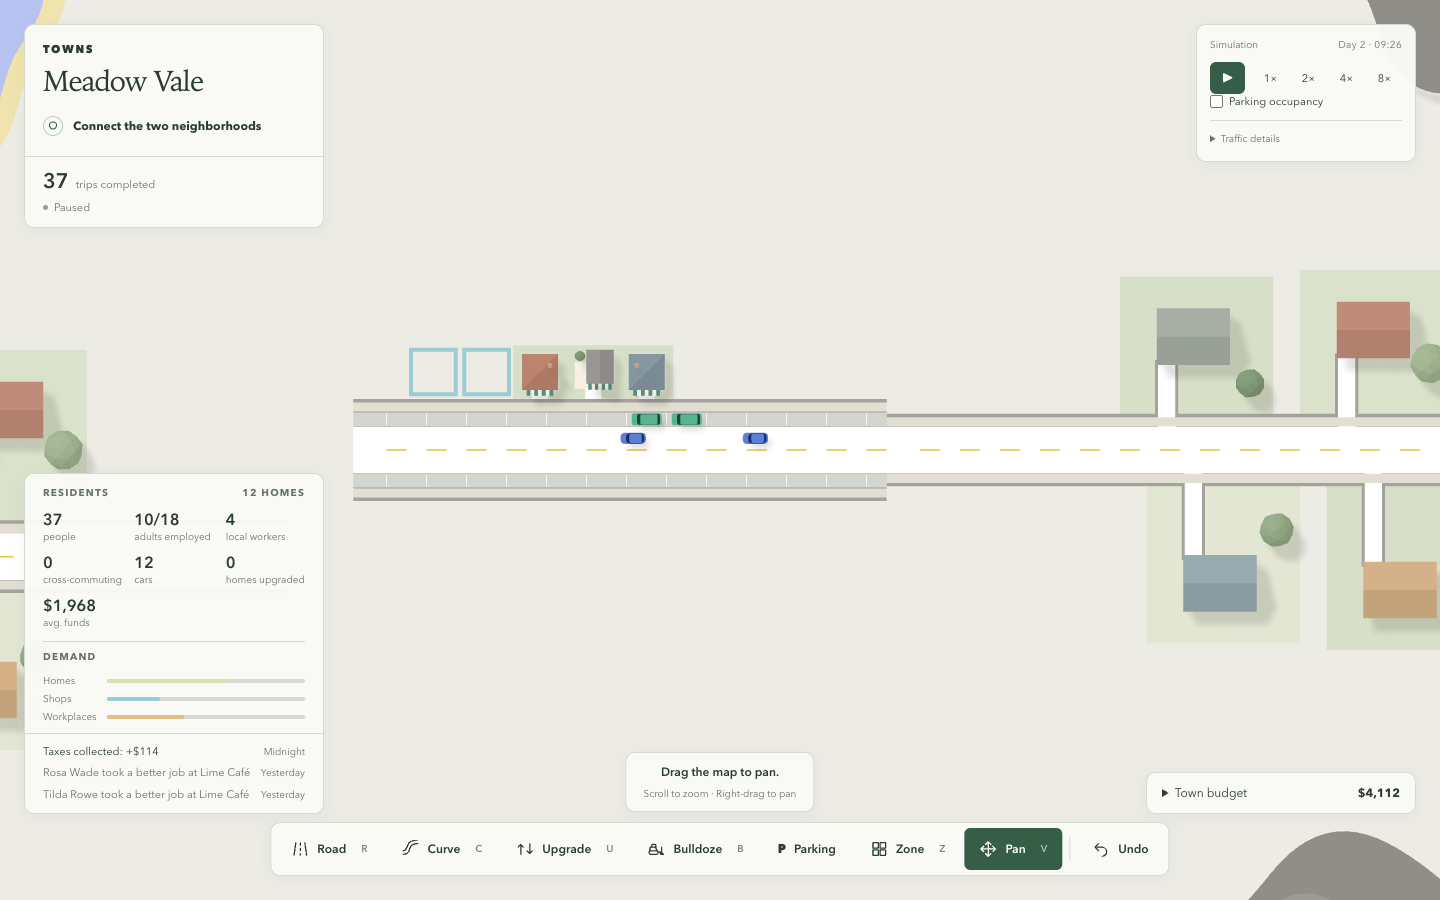 TOWNS
Meadow Vale
Connect the two neighborhoods
37 trips completed
Paused
Simulation Day 2 · 09:26
1× 2× 4× 8×
Parking occupancy
Traffic details
RESIDENTS 12 HOMES
37 10/18 4
people adults employed local workers
0 12 0
cross-commuting cars homes upgraded
$1,968
avg. funds
DEMAND
Homes
Shops
Workplaces
Taxes collected: +$114 Midnight
Rosa Wade took a better job at Lime Café Yesterday
Tilda Rowe took a better job at Lime Café Yesterday
Drag the map to pan.
Scroll to zoom · Right-drag to pan
Town budget $4,112
Road R Curve C Upgrade U Bulldoze B P Parking Zone Z Pan V Undo